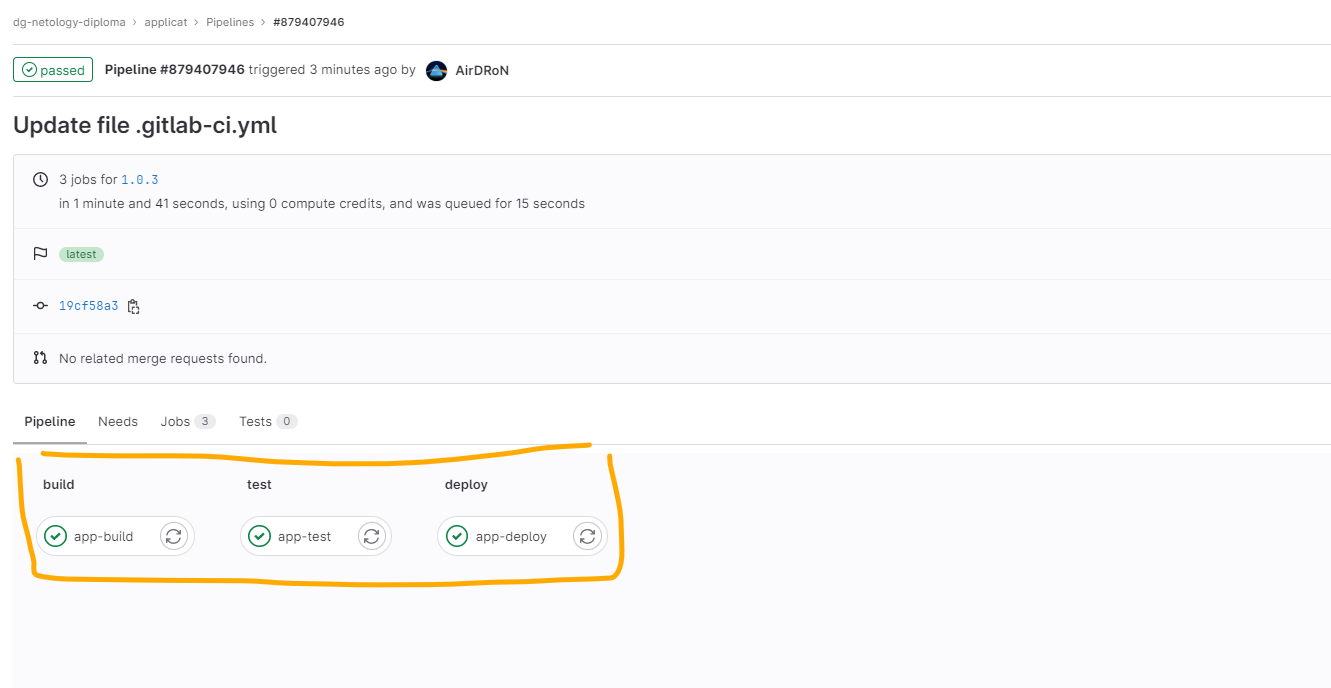 dg-netology-diploma › applicat › Pipelines › #879407946
passed Pipeline #879407946 triggered 3 minutes ago by AirDRoN
Update file .gitlab-ci.yml
3 jobs for 1.0.3
in 1 minute and 41 seconds, using 0 compute credits, and was queued for 15 seconds
latest
19cf58a3
No related merge requests found.
Pipeline Needs Jobs 3 Tests 0
build test deploy
app-build app-test app-deploy